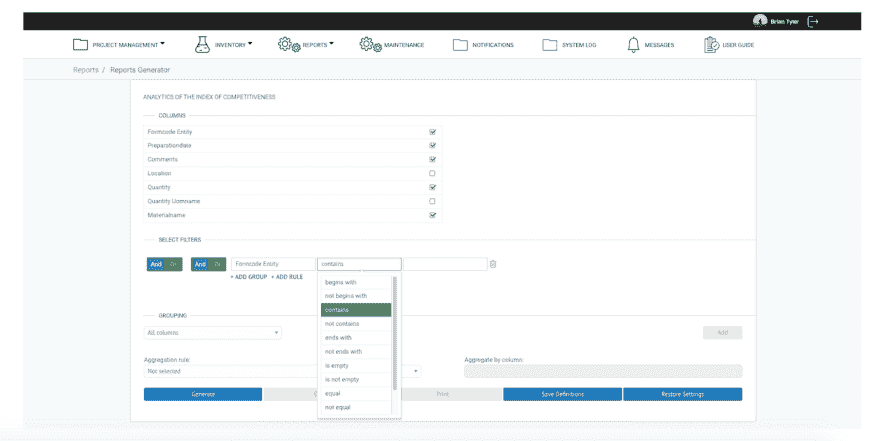 Brian Tyler
PROJECT MANAGEMENT INVENTORY REPORTS MAINTENANCE NOTIFICATIONS SYSTEM LOG MESSAGES USER GUIDE
Reports / Reports Generator
ANALYTICS OF THE INDEX OF COMPETITIVENESS
COLUMNS
Formcode Entity
Preparationdate
Comments
Location
Quantity
Quantity Uomname
Materialname
SELECT FILTERS
And Or And Or Formcode Entity contains
+ ADD GROUP + ADD RULE
begins with
not begins with
contains
not contains
ends with
not ends with
is empty
is not empty
equal
not equal
GROUPING
All columns Add
Aggregation rule: Aggregate by column:
Not selected
Generate Print Save Definitions Restore Settings